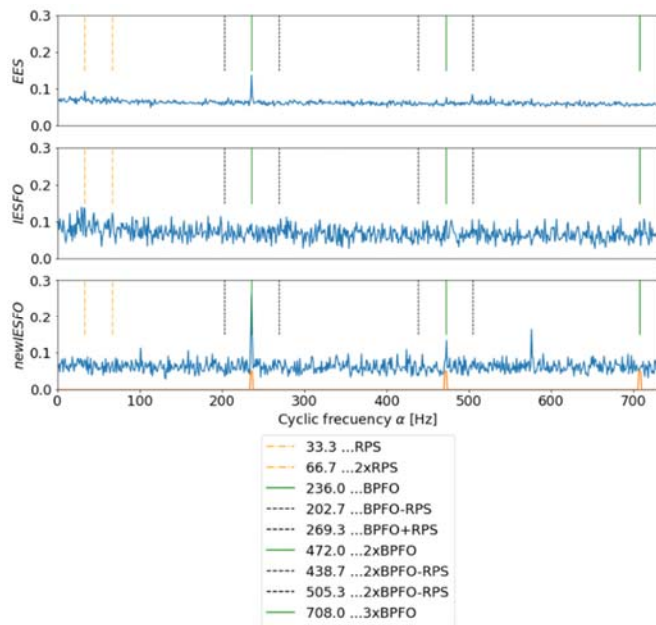 0.3
0.2
0.1
0.0
EES
0.3
0.2
0.1
0.0
IESFO
0.3
0.2
0.1
0.0
newIESFO
0 100 200 300 400 500 600 700
Cyclic frecuency α [Hz]
33.3 ...RPS
66.7 ...2xRPS
236.0 ...BPFO
202.7 ...BPFO-RPS
269.3 ...BPFO+RPS
472.0 ...2xBPFO
438.7 ...2xBPFO-RPS
505.3 ...2xBPFO-RPS
708.0 ...3xBPFO